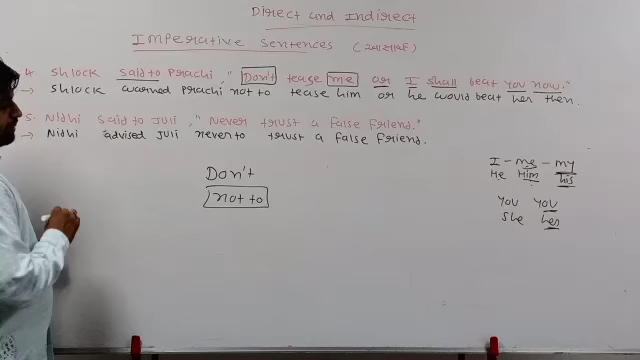 Direct and Indirect
Imperative Sentences
4. Shlock said to Prachi, "Don't tease me or I shall beat you now."
→ Shlock warned Prachi not to tease him or he would beat her then.
5. Nidhi said to Juli, "Never trust a false friend."
→ Nidhi advised Juli never to trust a false friend.
Don't
not to
I - me - my
He Him his
you you
She her